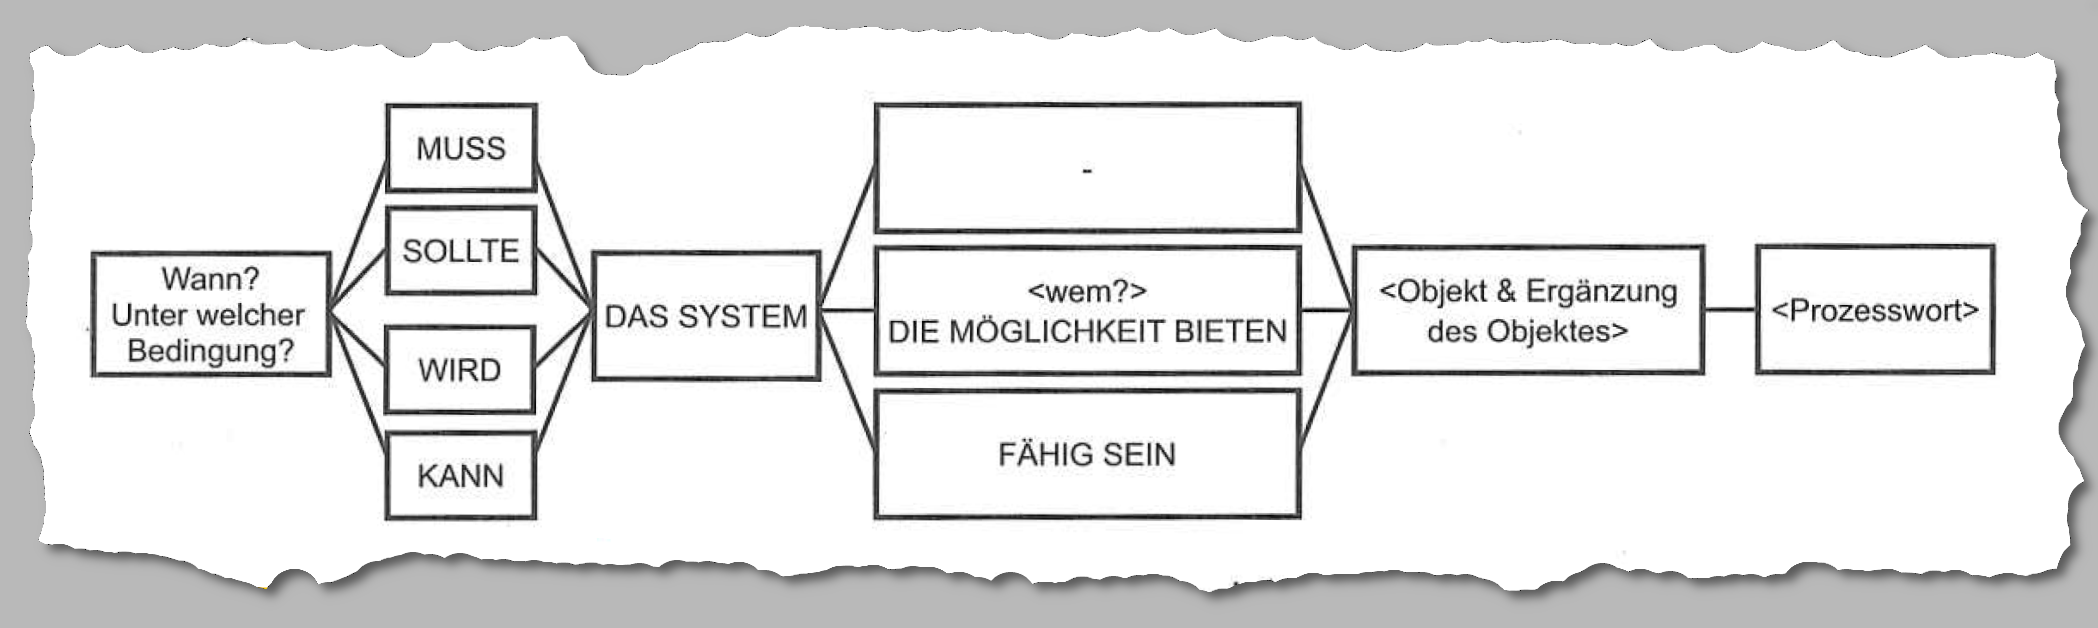 Wann?
Unter welcher
Bedingung?
MUSS
SOLLTE
WIRD
KANN
DAS SYSTEM
-
<wem?>
DIE MÖGLICHKEIT BIETEN
FÄHIG SEIN
<Objekt & Ergänzung
des Objektes>
<Prozesswort>